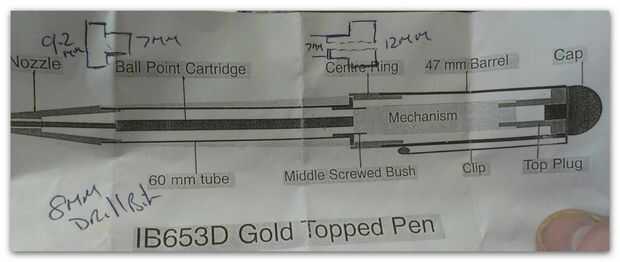 9.2
mm
7mm
7mm
12mm
Nozzle
Ball Point Cartridge
Centre Ring
47 mm Barrel
Cap
Mechanism
60 mm tube
Middle Screwed Bush
Clip
Top Plug
8mm
Drill Bit
IB653D Gold Topped Pen